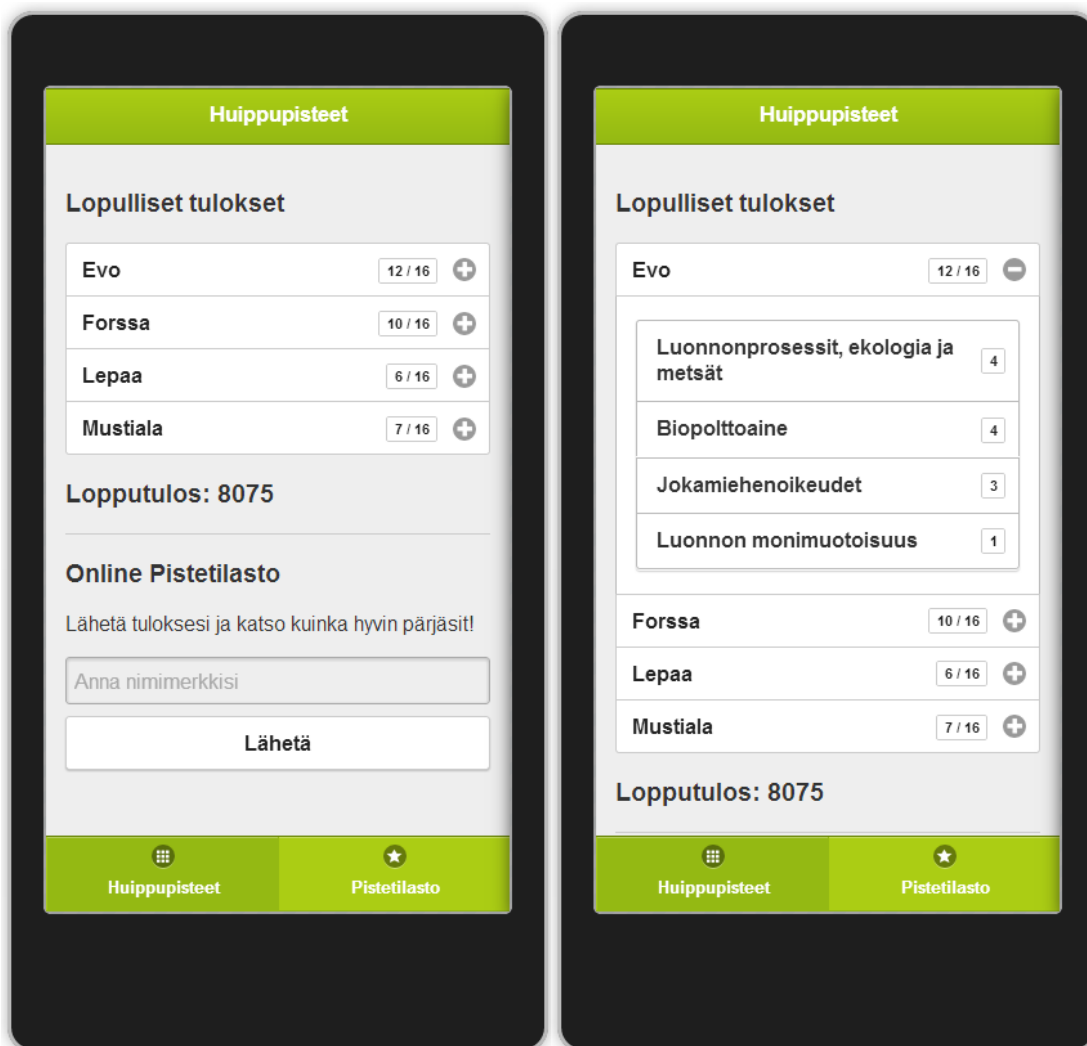 Huippupisteet
Lopulliset tulokset
Evo 12 / 16
Forssa 10 / 16
Lepaa 6 / 16
Mustiala 7 / 16
Lopputulos: 8075
Online Pistetilasto
Lähetä tuloksesi ja katso kuinka hyvin pärjäsit!
Anna nimimerkkisi
Lähetä
Huippupisteet Pistetilasto
Huippupisteet
Lopulliset tulokset
Evo 12 / 16
Luonnonprosessit, ekologia ja
metsät 4
Biopolttoaine 4
Jokamiehenoikeudet 3
Luonnon monimuotoisuus 1
Forssa 10 / 16
Lepaa 6 / 16
Mustiala 7 / 16
Lopputulos: 8075
Huippupisteet Pistetilasto